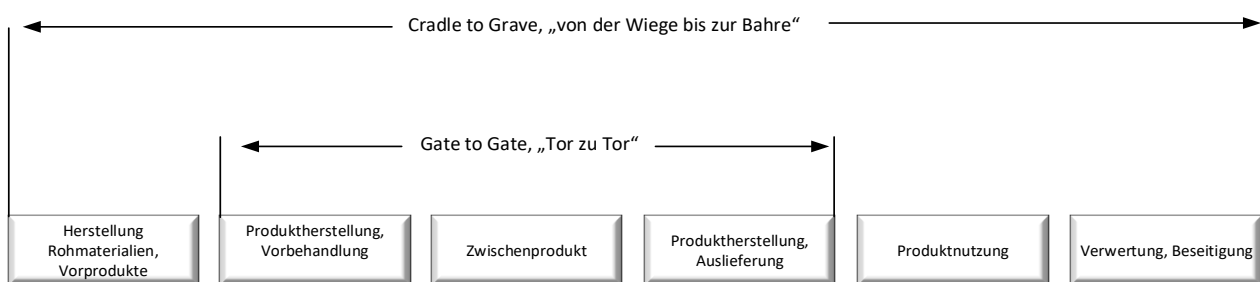 Cradle to Grave, „von der Wiege bis zur Bahre“
Gate to Gate, „Tor zu Tor“
Herstellung
Rohmaterialien,
Vorprodukte
Produktherstellung,
Vorbehandlung
Zwischenprodukt
Produktherstellung,
Auslieferung
Produktnutzung
Verwertung, Beseitigung